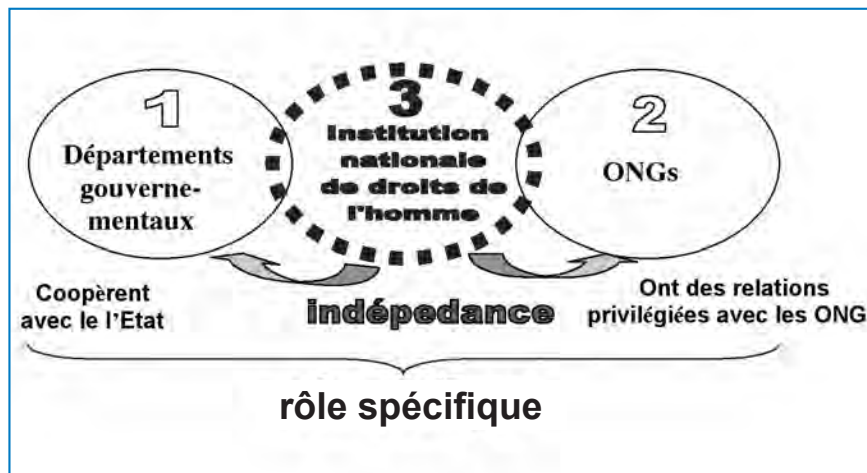 1
Départements
gouverne-
mentaux
3
Institution
nationale
de droits de
l'homme
2
ONGs
Coopèrent
avec le l'Etat
indépedance
Ont des relations
privilégiées avec les ONG
rôle spécifique